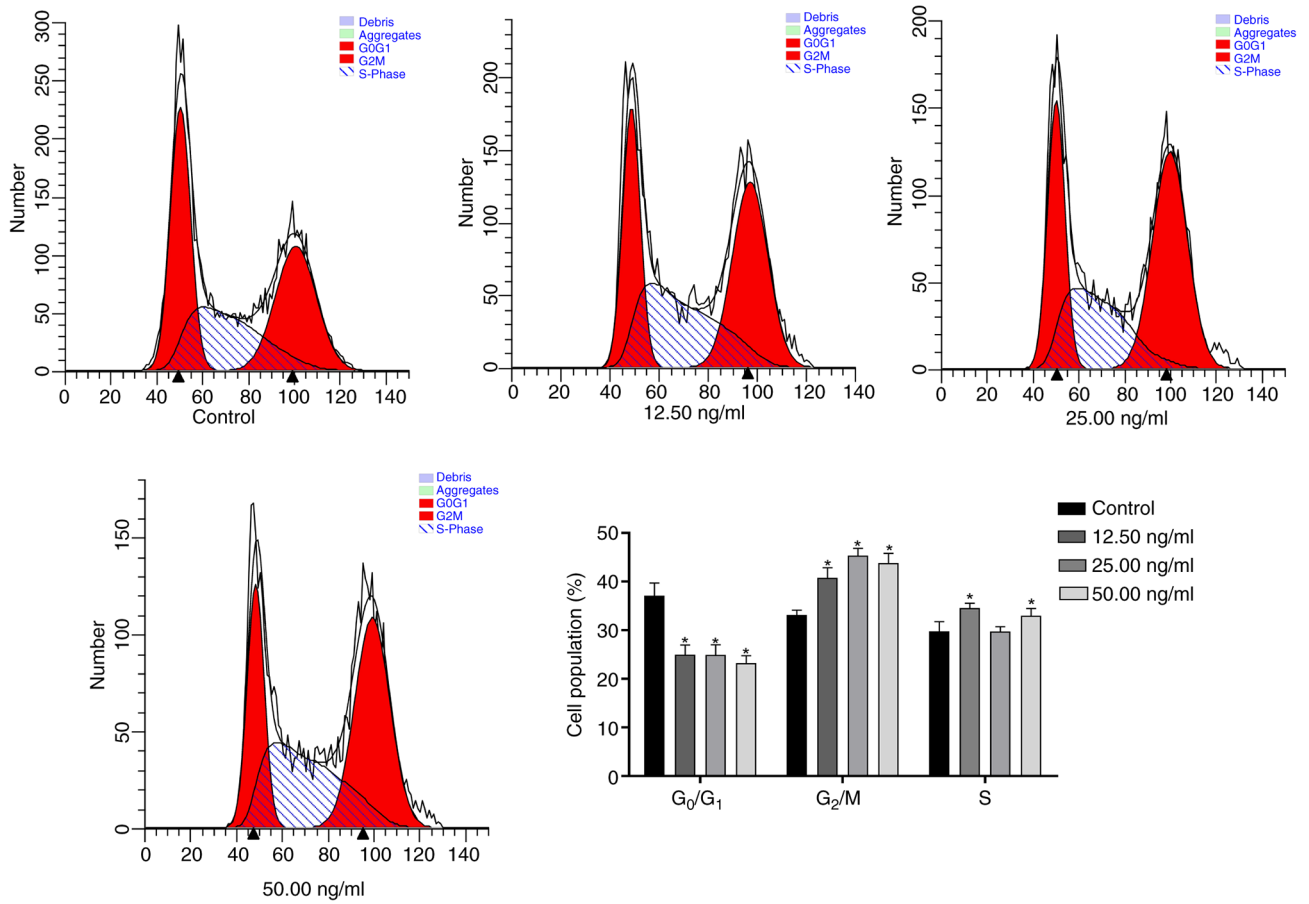 Debris
Aggregates
G0G1
G2M
S-Phase
Number
300
250
200
150
100
50
0
0 20 40 60 80 100 120 140
Control
Debris
Aggregates
G0G1
G2M
S-Phase
Number
200
150
100
50
0
0 20 40 60 80 100 120 140
12.50 ng/ml
Debris
Aggregates
G0G1
G2M
S-Phase
Number
200
150
100
50
0
0 20 40 60 80 100 120 140
25.00 ng/ml
Debris
Aggregates
G0G1
G2M
S-Phase
Number
150
100
50
0
0 20 40 60 80 100 120 140
50.00 ng/ml
Control
12.50 ng/ml
25.00 ng/ml
50.00 ng/ml
Cell population (%)
50
40
30
20
10
0
* * * * * * * *
G0/G1 G2/M S